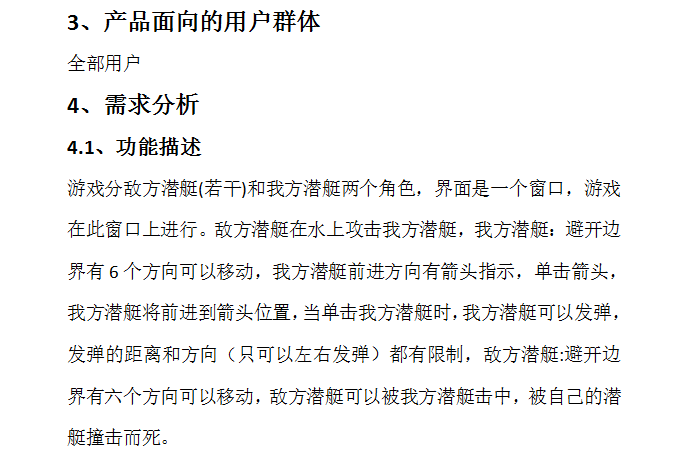 3、产品面向的用户群体
全部用户
4、需求分析
4.1、功能描述
游戏分敌方潜艇(若干)和我方潜艇两个角色，界面是一个窗口，游戏
在此窗口上进行。敌方潜艇在水上攻击我方潜艇，我方潜艇：避开边
界有 6 个方向可以移动，我方潜艇前进方向有箭头指示，单击箭头，
我方潜艇将前进到箭头位置，当单击我方潜艇时，我方潜艇可以发弹，
发弹的距离和方向（只可以左右发弹）都有限制，敌方潜艇:避开边
界有六个方向可以移动，敌方潜艇可以被我方潜艇击中，被自己的潜
艇撞击而死。